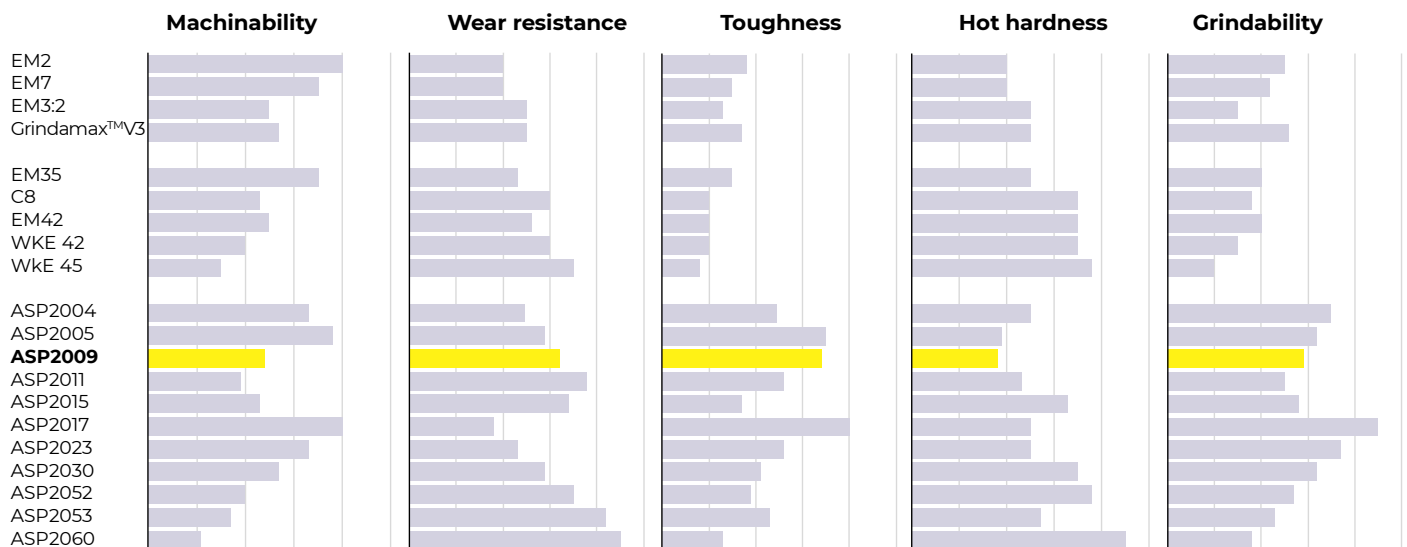 Machinability Wear resistance Toughness Hot hardness Grindability
EM2
EM7
EM3:2
Grindamax™V3
EM35
C8
EM42
WKE 42
WkE 45
ASP2004
ASP2005
ASP2009
ASP2011
ASP2015
ASP2017
ASP2023
ASP2030
ASP2052
ASP2053
ASP2060